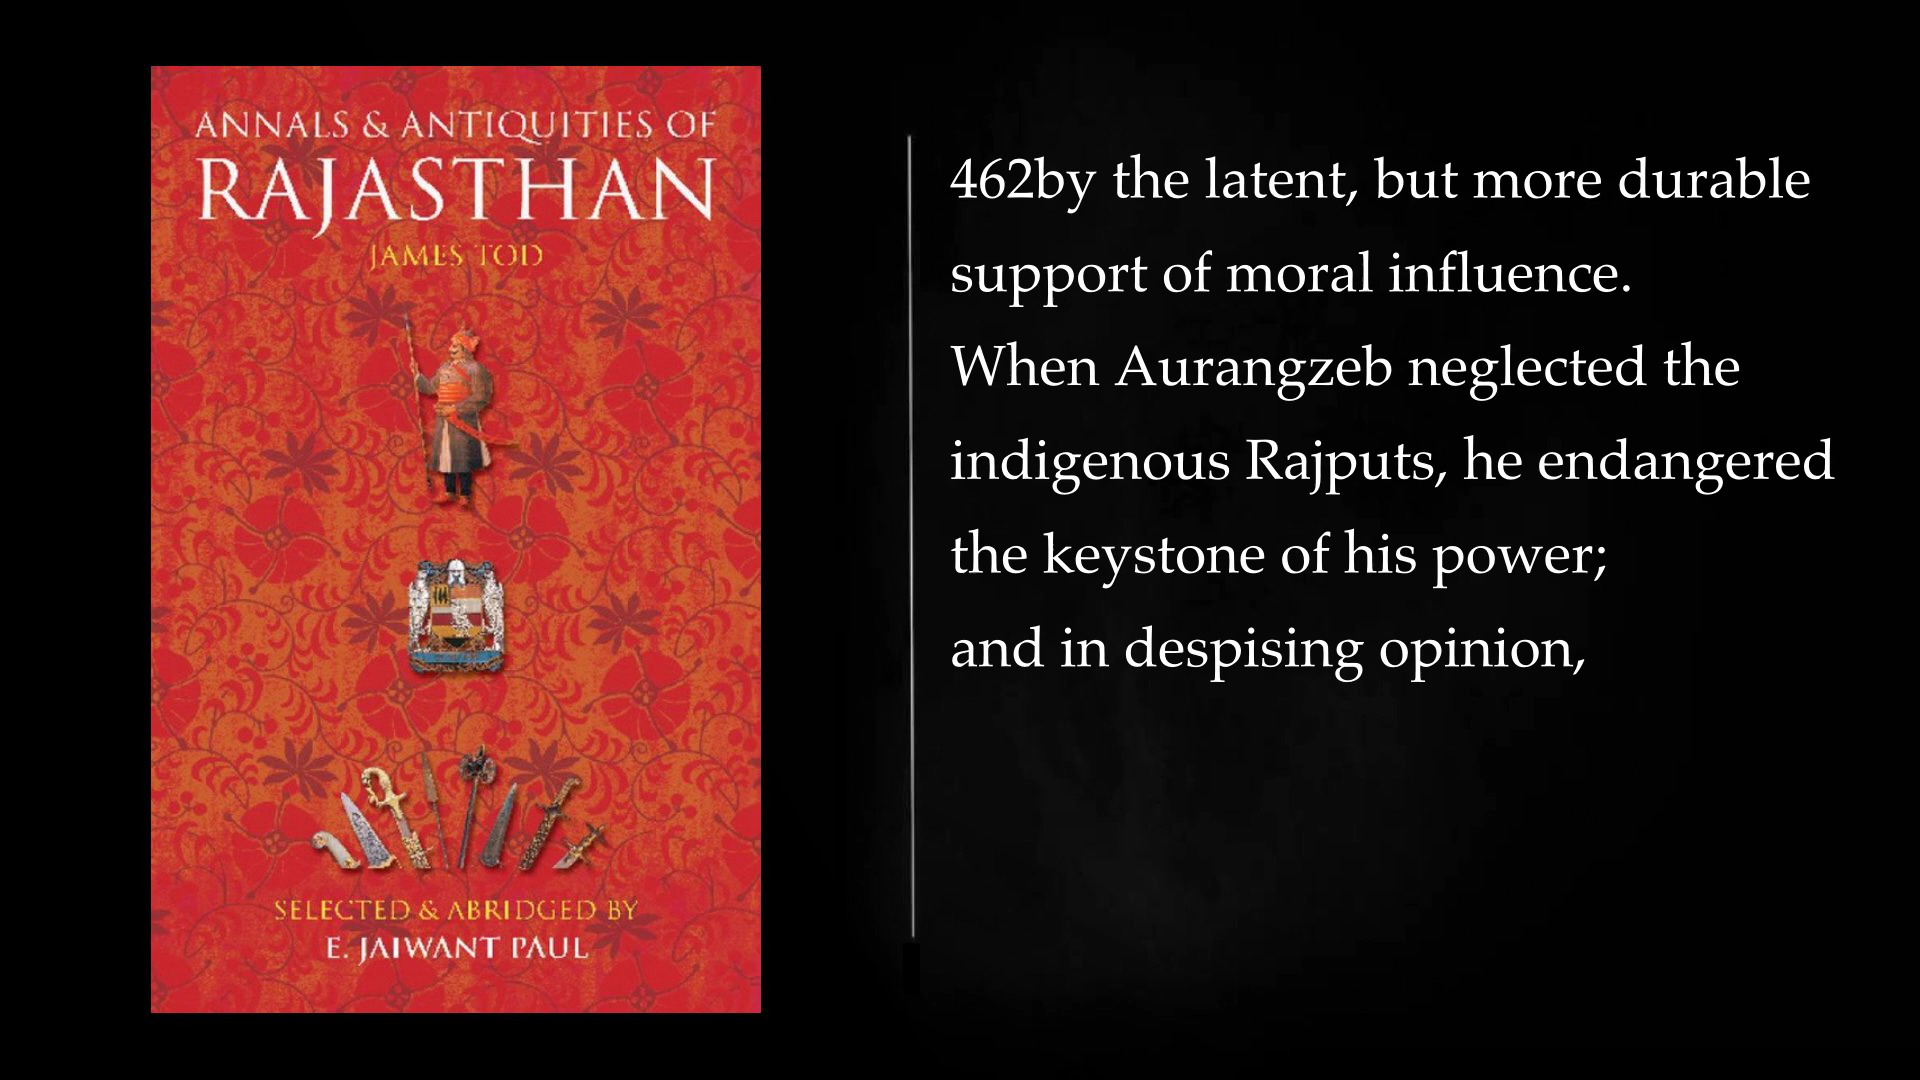 ANNALS & ANTIQUITIES OF
RAJASTHAN
JAMES TOD
SELECTED & ABRIDGED BY
E. JAIWANT PAUL
462by the latent, but more durable
support of moral influence.
When Aurangzeb neglected the
indigenous Rajputs, he endangered
the keystone of his power;
and in despising opinion,